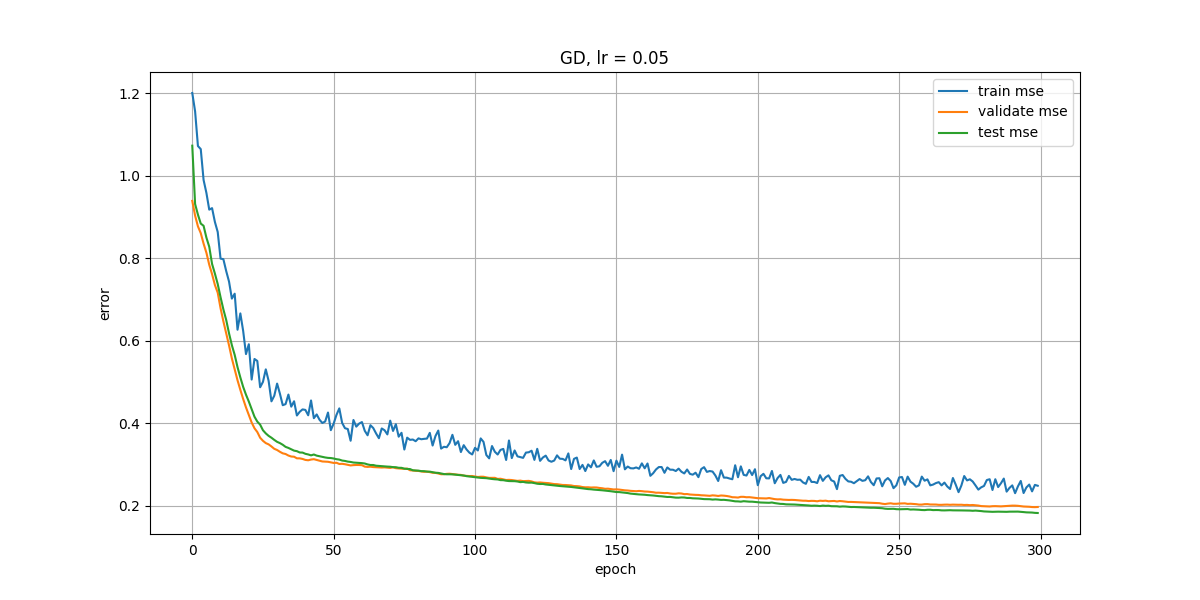 GD, lr = 0.05
train mse
validate mse
test mse
error
1.2
1.0
0.8
0.6
0.4
0.2
0 50 100 150 200 250 300
epoch